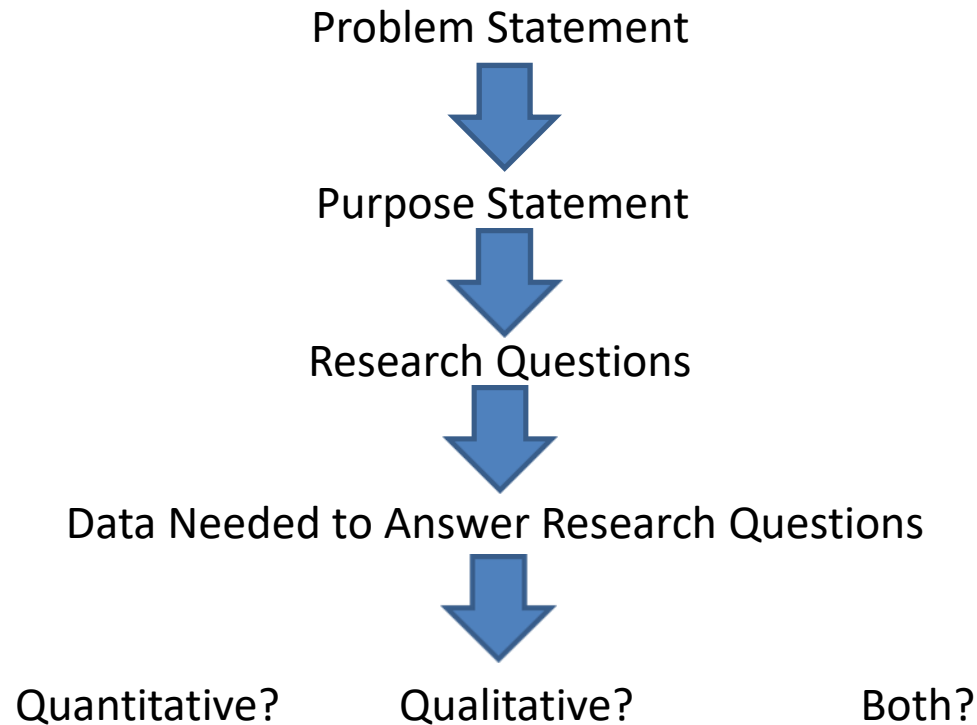 Problem Statement
Purpose Statement
Research Questions
Data Needed to Answer Research Questions
Quantitative? Qualitative? Both?